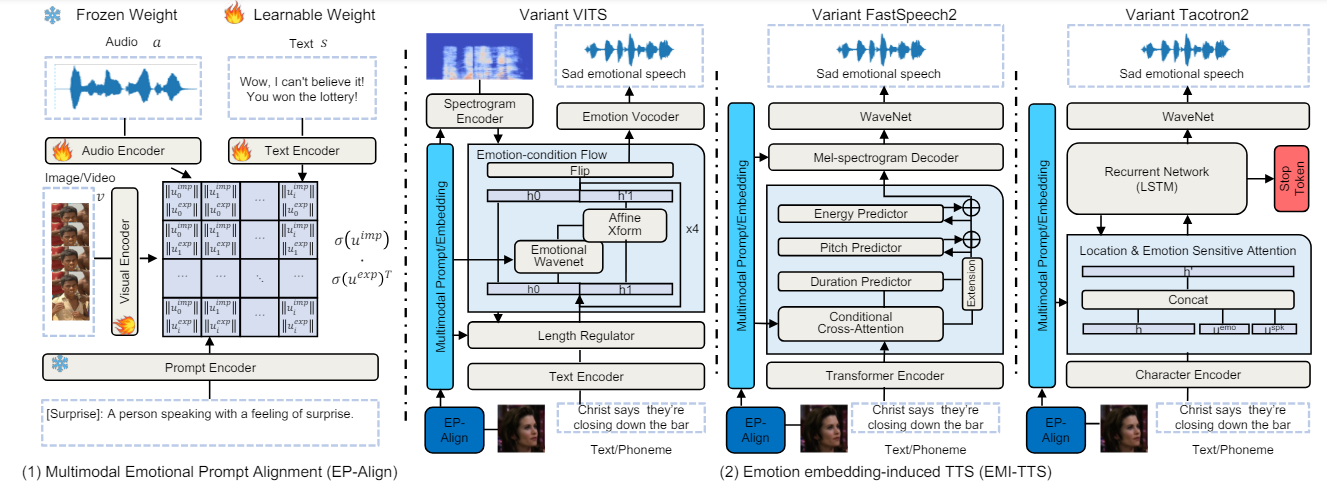 Frozen Weight
Learnable Weight
Audio a
Text s
Wow, I can't believe it!
You won the lottery!
Audio Encoder
Text Encoder
Image/Video
v
Visual Encoder
‖u_0^{imp}‖ ‖u_1^{imp}‖ ... ‖u_i^{imp}‖
‖u_0^{exp}‖ ‖u_0^{exp}‖ ‖u_0^{exp}‖
‖u_0^{imp}‖ ‖u_1^{imp}‖ ... ‖u_i^{imp}‖
‖u_1^{exp}‖ ‖u_1^{exp}‖ ‖u_1^{exp}‖
... ... ⋱ ...
‖u_0^{imp}‖ ‖u_1^{imp}‖ ... ‖u_i^{imp}‖
‖u_i^{exp}‖ ‖u_i^{exp}‖ ‖u_i^{exp}‖
σ(u^{imp})
·
σ(u^{exp})^T
Prompt Encoder
[Surprise]: A person speaking with a feeling of surprise.
(1) Multimodal Emotional Prompt Alignment (EP-Align)
Variant VITS
Sad emotional speech
Spectrogram
Encoder
Emotion Vocoder
Emotion-condition Flow
Flip
h0 h'1
Affine
Xform
x4
Emotional
Wavenet
h0 h1
Multimodal Prompt/Embedding
Length Regulator
Text Encoder
EP-
Align
Christ says they're
closing down the bar
Text/Phoneme
Variant FastSpeech2
Sad emotional speech
WaveNet
Mel-spectrogram Decoder
Energy Predictor
Pitch Predictor
Duration Predictor
Extension
Conditional
Cross-Attention
Multimodal Prompt/Embedding
Transformer Encoder
EP-
Align
Christ says they're
closing down the bar
Text/Phoneme
Variant Tacotron2
Sad emotional speech
WaveNet
Recurrent Network
(LSTM)
Stop
Token
Location & Emotion Sensitive Attention
h'
Concat
h u^{emo} u^{spk}
Multimodal Prompt/Embedding
Character Encoder
EP-
Align
Christ says they're
closing down the bar
Text/Phoneme
(2) Emotion embedding-induced TTS (EMI-TTS)